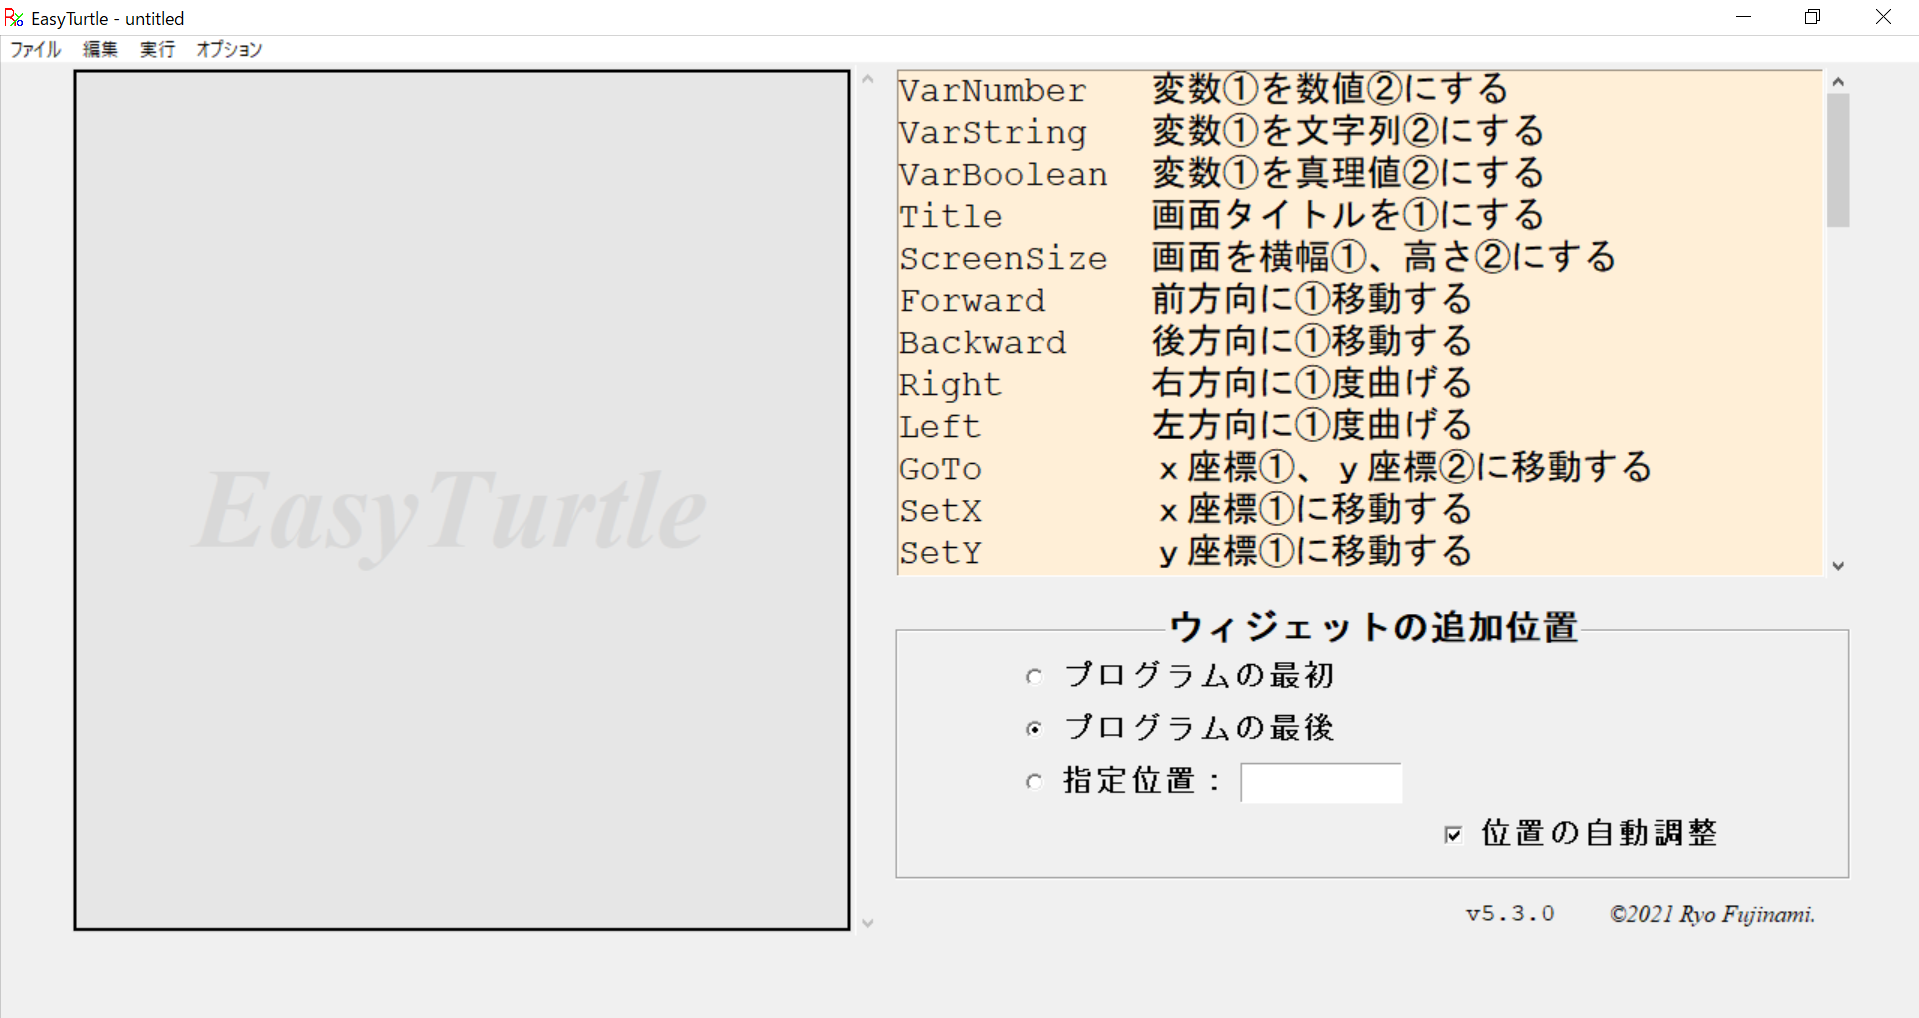 EasyTurtle - untitled
ファイル 編集 実行 オプション
EasyTurtle
VarNumber 変数①を数値②にする
VarString 変数①を文字列②にする
VarBoolean 変数①を真理値②にする
Title 画面タイトルを①にする
ScreenSize 画面を横幅①、高さ②にする
Forward 前方向に①移動する
Backward 後方向に①移動する
Right 右方向に①度曲げる
Left 左方向に①度曲げる
GoTo ｘ座標①、ｙ座標②に移動する
SetX ｘ座標①に移動する
SetY ｙ座標①に移動する
ウィジェットの追加位置
プログラムの最初
プログラムの最後
指定位置：
位置の自動調整
v5.3.0 ©2021 Ryo Fujinami.